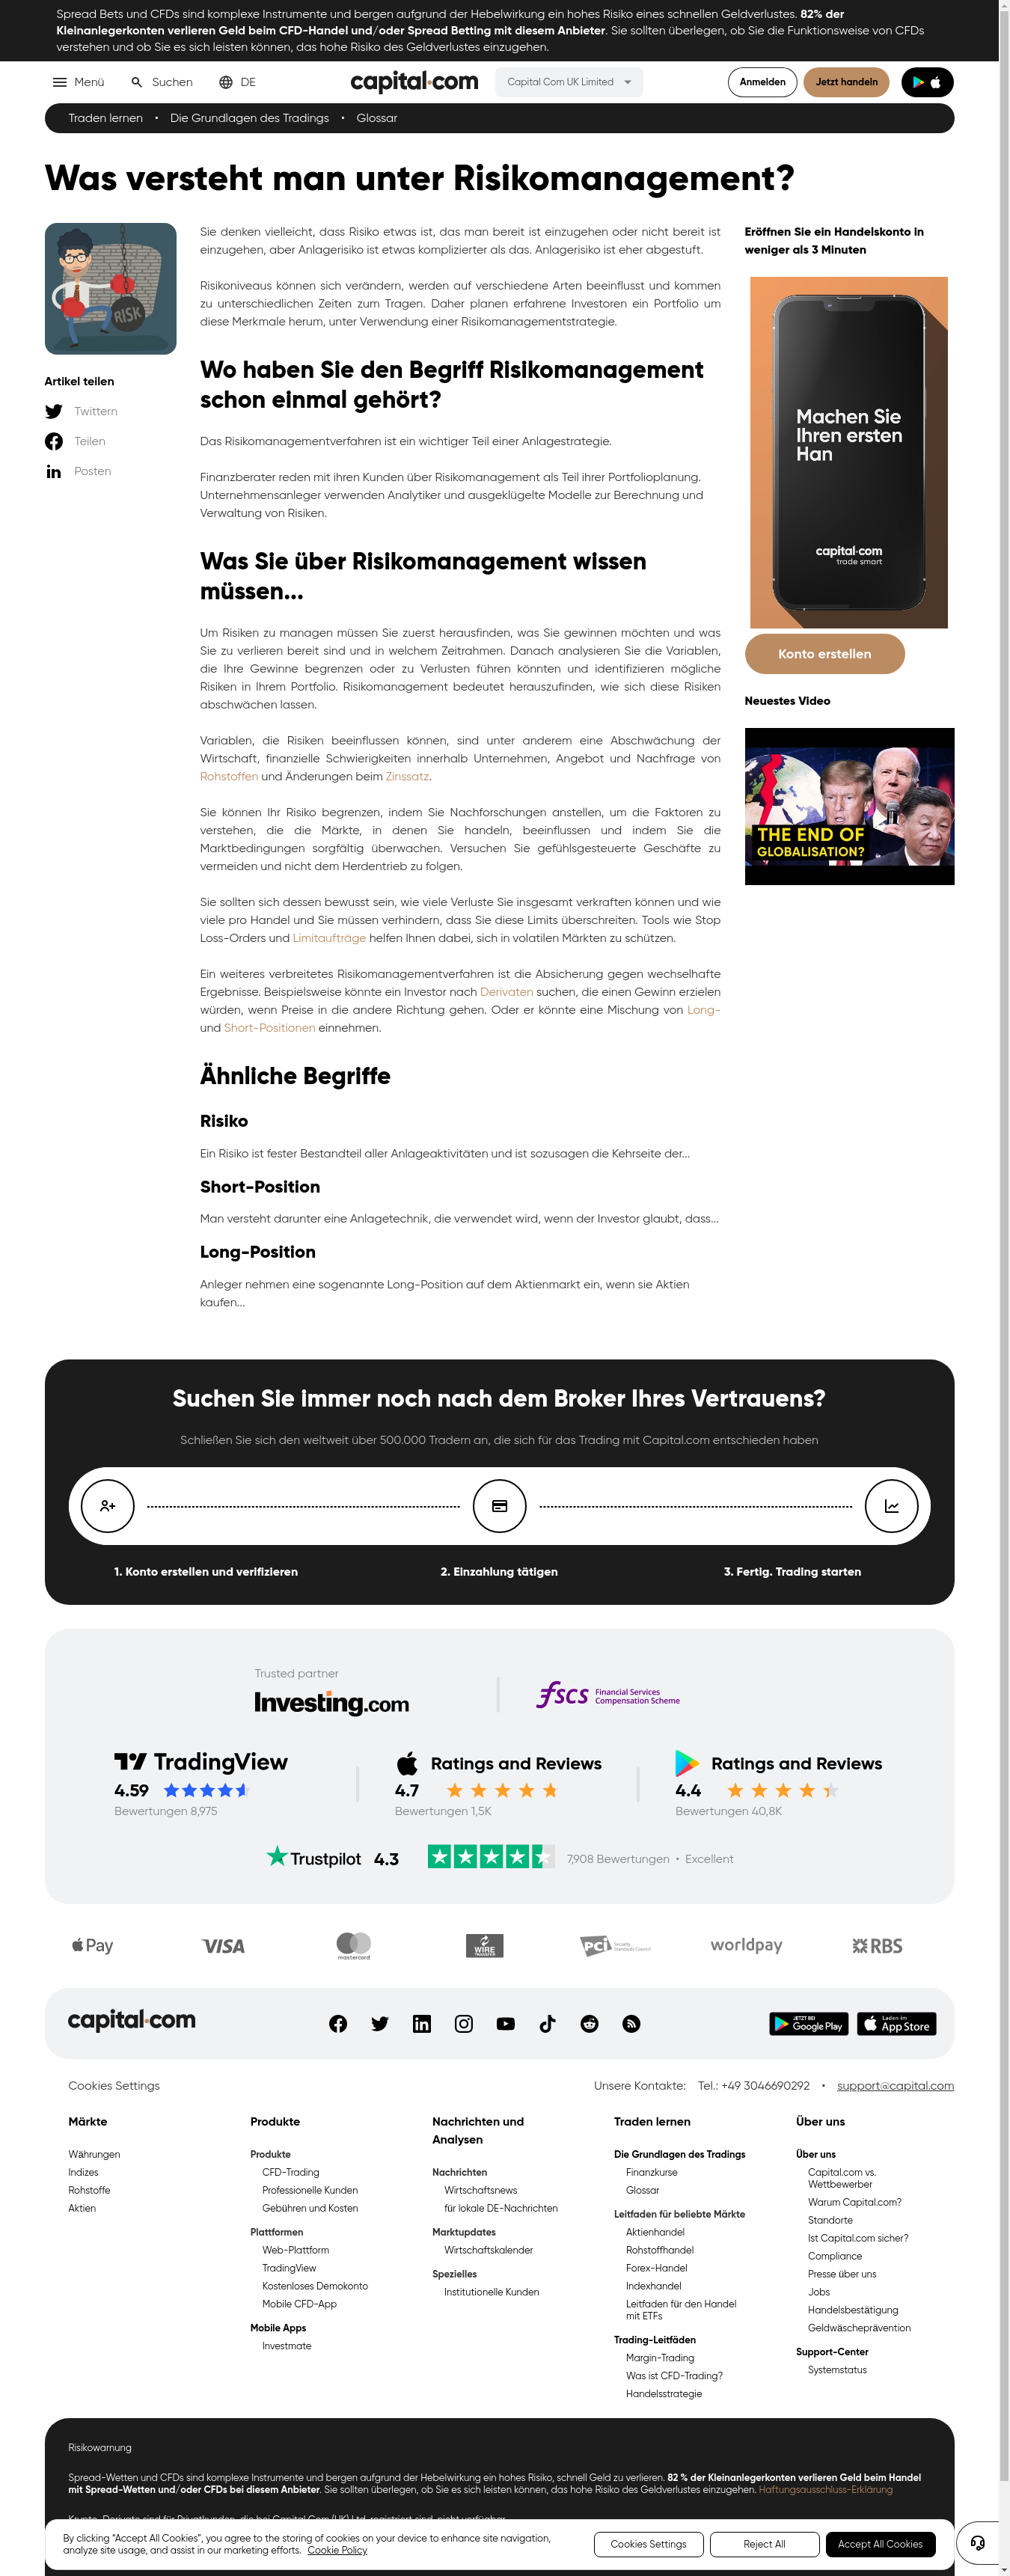 Spread Bets und CFDs sind komplexe Instrumente und bergen aufgrund der Hebelwirkung ein hohes Risiko eines schnellen Geldverlustes. 82% der
Kleinanlegerkonten verlieren Geld beim CFD-Handel und/oder Spread Betting mit diesem Anbieter. Sie sollten überlegen, ob Sie die Funktionsweise von CFDs
verstehen und ob Sie es sich leisten können, das hohe Risiko des Geldverlustes einzugehen.
Menü Suchen DE capital.com Capital Com UK Limited Anmelden Jetzt handeln
Traden lernen • Die Grundlagen des Tradings • Glossar
Was versteht man unter Risikomanagement?
RISK
Artikel teilen
Twittern
Teilen
Posten
Sie denken vielleicht, dass Risiko etwas ist, das man bereit ist einzugehen oder nicht bereit ist
einzugehen, aber Anlagerisiko ist etwas komplizierter als das. Anlagerisiko ist eher abgestuft.
Risikoniveaus können sich verändern, werden auf verschiedene Arten beeinflusst und kommen
zu unterschiedlichen Zeiten zum Tragen. Daher planen erfahrene Investoren ein Portfolio um
diese Merkmale herum, unter Verwendung einer Risikomanagementstrategie.
Wo haben Sie den Begriff Risikomanagement
schon einmal gehört?
Das Risikomanagementverfahren ist ein wichtiger Teil einer Anlagestrategie.
Finanzberater reden mit ihren Kunden über Risikomanagement als Teil ihrer Portfolioplanung.
Unternehmensanleger verwenden Analytiker und ausgeklügelte Modelle zur Berechnung und
Verwaltung von Risiken.
Was Sie über Risikomanagement wissen
müssen...
Um Risiken zu managen müssen Sie zuerst herausfinden, was Sie gewinnen möchten und was
Sie zu verlieren bereit sind und in welchem Zeitrahmen. Danach analysieren Sie die Variablen,
die Ihre Gewinne begrenzen oder zu Verlusten führen könnten und identifizieren mögliche
Risiken in Ihrem Portfolio. Risikomanagement bedeutet herauszufinden, wie sich diese Risiken
abschwächen lassen.
Variablen, die Risiken beeinflussen können, sind unter anderem eine Abschwächung der
Wirtschaft, finanzielle Schwierigkeiten innerhalb Unternehmen, Angebot und Nachfrage von
Rohstoffen und Änderungen beim Zinssatz.
Sie können Ihr Risiko begrenzen, indem Sie Nachforschungen anstellen, um die Faktoren zu
verstehen, die die Märkte, in denen Sie handeln, beeinflussen und indem Sie die
Marktbedingungen sorgfältig überwachen. Versuchen Sie gefühlsgesteuerte Geschäfte zu
vermeiden und nicht dem Herdentrieb zu folgen.
Sie sollten sich dessen bewusst sein, wie viele Verluste Sie insgesamt verkraften können und wie
viele pro Handel und Sie müssen verhindern, dass Sie diese Limits überschreiten. Tools wie Stop
Loss-Orders und Limitaufträge helfen Ihnen dabei, sich in volatilen Märkten zu schützen.
Ein weiteres verbreitetes Risikomanagementverfahren ist die Absicherung gegen wechselhafte
Ergebnisse. Beispielsweise könnte ein Investor nach Derivaten suchen, die einen Gewinn erzielen
würden, wenn Preise in die andere Richtung gehen. Oder er könnte eine Mischung von Long-
und Short-Positionen einnehmen.
Ähnliche Begriffe
Risiko
Ein Risiko ist fester Bestandteil aller Anlageaktivitäten und ist sozusagen die Kehrseite der...
Short-Position
Man versteht darunter eine Anlagetechnik, die verwendet wird, wenn der Investor glaubt, dass...
Long-Position
Anleger nehmen eine sogenannte Long-Position auf dem Aktienmarkt ein, wenn sie Aktien
kaufen...
Eröffnen Sie ein Handelskonto in
weniger als 3 Minuten
Machen Sie
Ihren ersten
Han
capital.com
trade smart
Konto erstellen
Neuestes Video
THE END OF
GLOBALISATION?
Suchen Sie immer noch nach dem Broker Ihres Vertrauens?
Schließen Sie sich den weltweit über 500.000 Tradern an, die sich für das Trading mit Capital.com entschieden haben
1. Konto erstellen und verifizieren 2. Einzahlung tätigen 3. Fertig. Trading starten
Trusted partner
Investing.com fscs Financial Services
Compensation Scheme
TradingView Ratings and Reviews Ratings and Reviews
4.59 4.7 4.4
Bewertungen 8,975 Bewertungen 1,5K Bewertungen 40,8K
Trustpilot 4.3 7,908 Bewertungen • Excellent
Pay VISA mastercard WIRE TRANSFER PCI Security Standards Council worldpay RBS
capital.com JETZT BEI Google Play Laden im App Store
Cookies Settings Unsere Kontakte: Tel.: +49 3046690292 • support@capital.com
Märkte
Währungen
Indizes
Rohstoffe
Aktien
Produkte
Produkte
CFD-Trading
Professionelle Kunden
Gebühren und Kosten
Plattformen
Web-Plattform
TradingView
Kostenloses Demokonto
Mobile CFD-App
Mobile Apps
Investmate
Nachrichten und
Analysen
Nachrichten
Wirtschaftsnews
für lokale DE-Nachrichten
Marktupdates
Wirtschaftskalender
Spezielles
Institutionelle Kunden
Traden lernen
Die Grundlagen des Tradings
Finanzkurse
Glossar
Leitfaden für beliebte Märkte
Aktienhandel
Rohstoffhandel
Forex-Handel
Indexhandel
Leitfaden für den Handel
mit ETFs
Trading-Leitfäden
Margin-Trading
Was ist CFD-Trading?
Handelsstrategie
Über uns
Über uns
Capital.com vs.
Wettbewerber
Warum Capital.com?
Standorte
Ist Capital.com sicher?
Compliance
Presse über uns
Jobs
Handelsbestätigung
Geldwäscheprävention
Support-Center
Systemstatus
Risikowarnung
Spread-Wetten und CFDs sind komplexe Instrumente und bergen aufgrund der Hebelwirkung ein hohes Risiko, schnell Geld zu verlieren. 82 % der Kleinanlegerkonten verlieren Geld beim Handel
mit Spread-Wetten und/oder CFDs bei diesem Anbieter. Sie sollten überlegen, ob Sie es sich leisten können, das hohe Risiko des Geldverlustes einzugehen. Haftungsausschluss-Erklärung
By clicking “Accept All Cookies”, you agree to the storing of cookies on your device to enhance site navigation,
analyze site usage, and assist in our marketing efforts. Cookie Policy
Cookies Settings Reject All Accept All Cookies